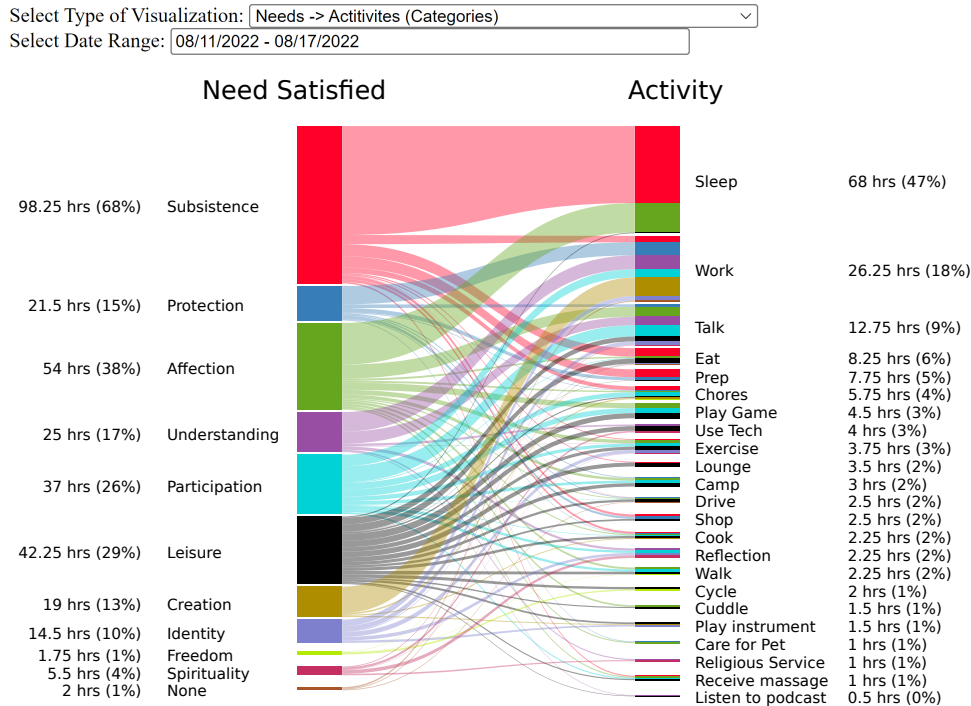 Select Type of Visualization: Needs -> Actitivites (Categories)
Select Date Range: 08/11/2022 - 08/17/2022
Need Satisfied
Activity
98.25 hrs (68%) Subsistence
21.5 hrs (15%) Protection
54 hrs (38%) Affection
25 hrs (17%) Understanding
37 hrs (26%) Participation
42.25 hrs (29%) Leisure
19 hrs (13%) Creation
14.5 hrs (10%) Identity
1.75 hrs (1%) Freedom
5.5 hrs (4%) Spirituality
2 hrs (1%) None
Sleep 68 hrs (47%)
Work 26.25 hrs (18%)
Talk 12.75 hrs (9%)
Eat 8.25 hrs (6%)
Prep 7.75 hrs (5%)
Chores 5.75 hrs (4%)
Play Game 4.5 hrs (3%)
Use Tech 4 hrs (3%)
Exercise 3.75 hrs (3%)
Lounge 3.5 hrs (2%)
Camp 3 hrs (2%)
Drive 2.5 hrs (2%)
Shop 2.5 hrs (2%)
Cook 2.25 hrs (2%)
Reflection 2.25 hrs (2%)
Walk 2.25 hrs (2%)
Cycle 2 hrs (1%)
Cuddle 1.5 hrs (1%)
Play instrument 1.5 hrs (1%)
Care for Pet 1 hrs (1%)
Religious Service 1 hrs (1%)
Receive massage 1 hrs (1%)
Listen to podcast 0.5 hrs (0%)